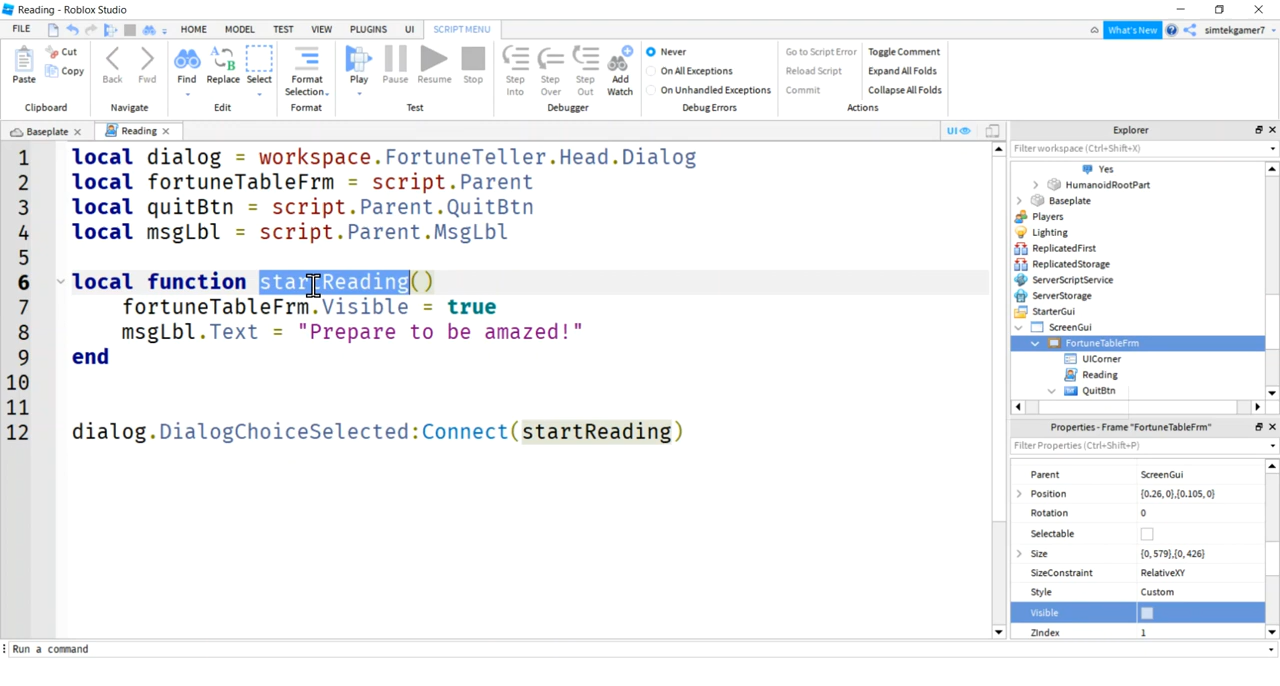 Reading - Roblox Studio
FILE HOME MODEL TEST VIEW PLUGINS UI SCRIPT MENU What's New simtekgamer7
Paste Cut Copy Back Fwd Find Replace Select Format Selection Play Pause Resume Stop Step Into Step Over Step Out Add Watch
Never
On All Exceptions
On Unhandled Exceptions
Go to Script Error
Reload Script
Commit
Toggle Comment
Expand All Folds
Collapse All Folds
Clipboard Navigate Edit Format Test Debugger Debug Errors Actions
Baseplate Reading UI
1 local dialog = workspace.FortuneTeller.Head.Dialog
2 local fortuneTableFrm = script.Parent
3 local quitBtn = script.Parent.QuitBtn
4 local msgLbl = script.Parent.MsgLbl
5
6 local function startReading()
7 fortuneTableFrm.Visible = true
8 msgLbl.Text = "Prepare to be amazed!"
9 end
10
11
12 dialog.DialogChoiceSelected:Connect(startReading)
Explorer
Filter workspace (Ctrl+Shift+X)
Yes
HumanoidRootPart
Baseplate
Players
Lighting
ReplicatedFirst
ReplicatedStorage
ServerScriptService
ServerStorage
StarterGui
ScreenGui
FortuneTableFrm
UICorner
Reading
QuitBtn
Properties - Frame "FortuneTableFrm"
Filter Properties (Ctrl+Shift+P)
Parent ScreenGui
Position {0.26, 0},{0.105, 0}
Rotation 0
Selectable
Size {0, 579},{0, 426}
SizeConstraint RelativeXY
Style Custom
Visible
ZIndex 1
Run a command